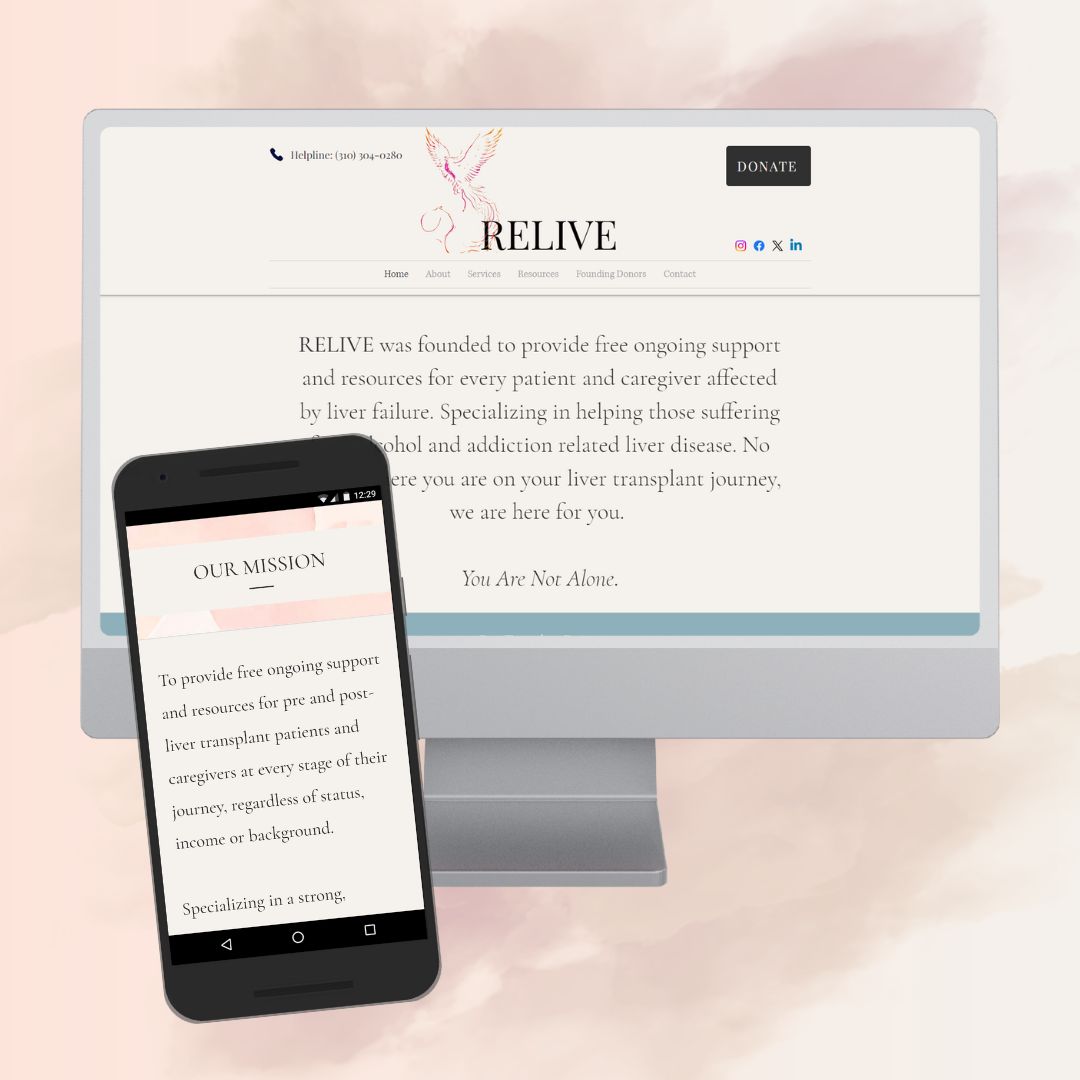 Helpline: (310) 304-0280
DONATE
RELIVE
Home About Services Resources Founding Donors Contact
RELIVE was founded to provide free ongoing support
and resources for every patient and caregiver affected
by liver failure. Specializing in helping those suffering
and addiction related liver disease. No
you are on your liver transplant journey,
we are here for you.
You Are Not Alone.
12:29
OUR MISSION
To provide free ongoing support
and resources for pre and post-
liver transplant patients and
caregivers at every stage of their
journey, regardless of status,
income or background.
Specializing in a strong,